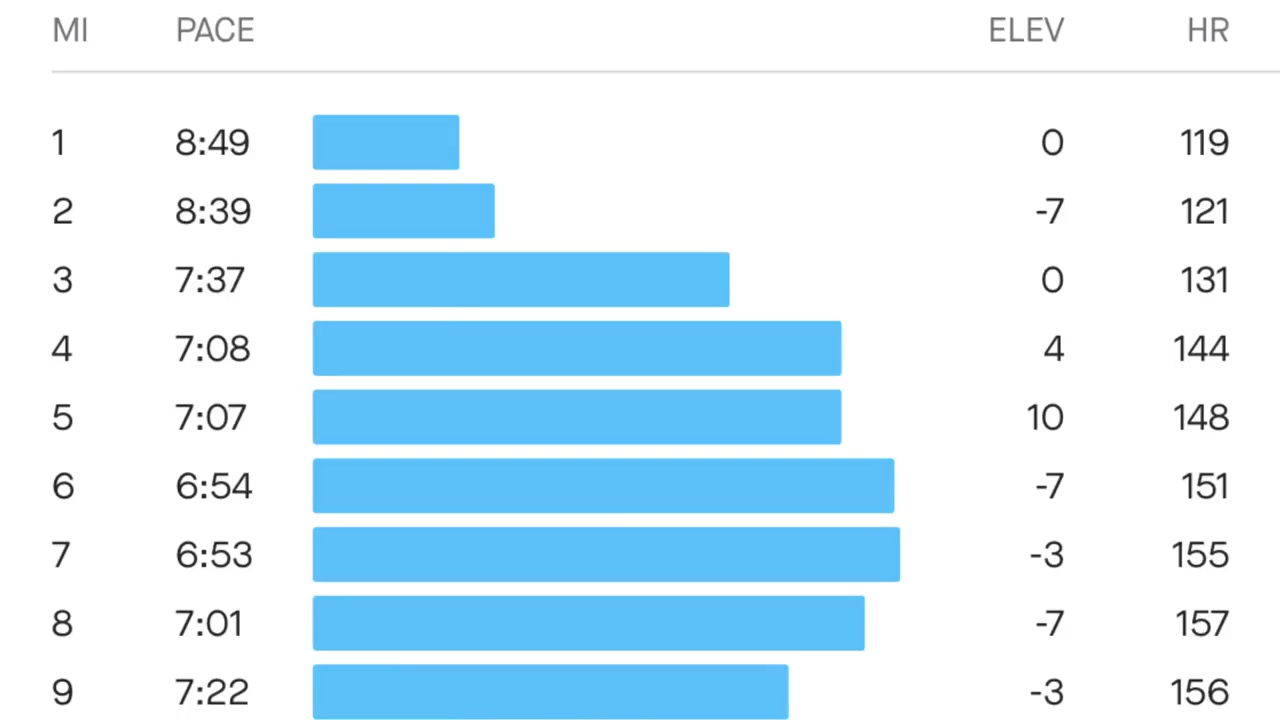 MI PACE ELEV HR
1 8:49 0 119
2 8:39 -7 121
3 7:37 0 131
4 7:08 4 144
5 7:07 10 148
6 6:54 -7 151
7 6:53 -3 155
8 7:01 -7 157
9 7:22 -3 156